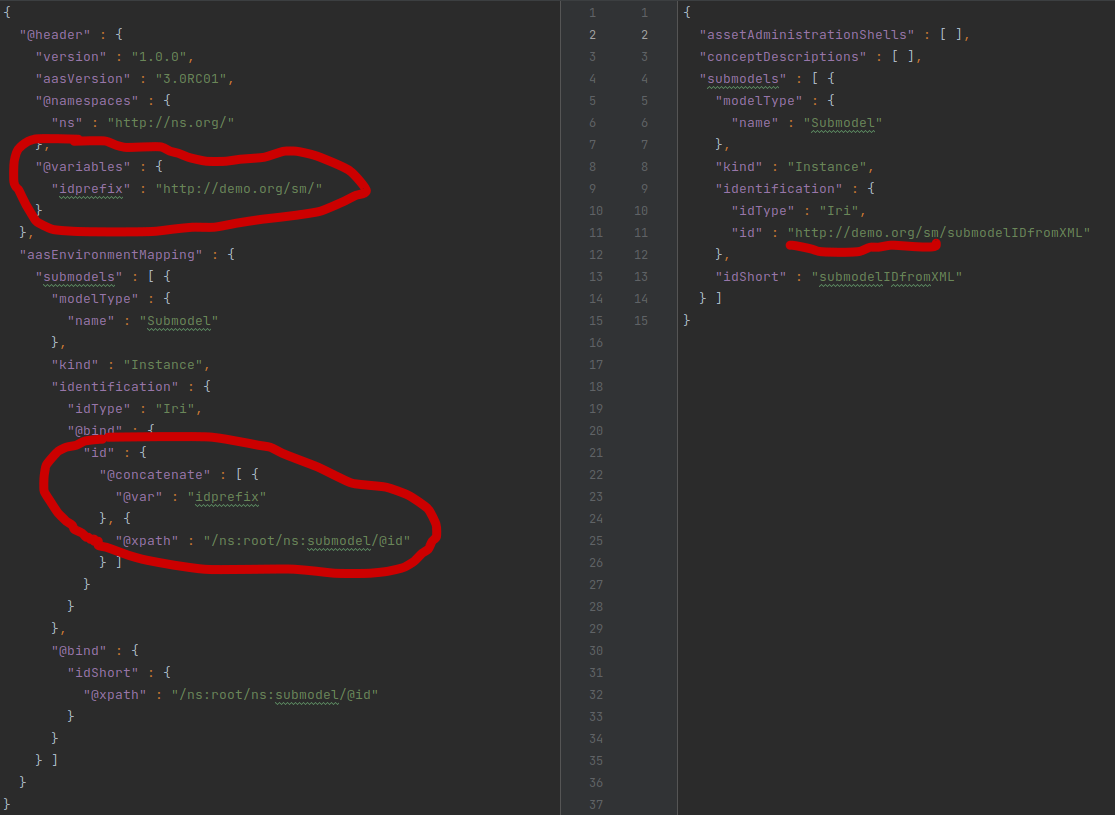 {
  "@header" : {
    "version" : "1.0.0",
    "aasVersion" : "3.0RC01",
    "@namespaces" : {
      "ns" : "http://ns.org/"
    },
    "@variables" : {
      "idprefix" : "http://demo.org/sm/"
    }
  },
  "aasEnvironmentMapping" : {
    "submodels" : [ {
      "modelType" : {
        "name" : "Submodel"
      },
      "kind" : "Instance",
      "identification" : {
        "idType" : "Iri",
        "@bind" : {
          "id" : {
            "@concatenate" : [ {
              "@var" : "idprefix"
            }, {
              "@xpath" : "/ns:root/ns:submodel/@id"
            } ]
          }
        }
      },
      "@bind" : {
        "idShort" : {
          "@xpath" : "/ns:root/ns:submodel/@id"
        }
      }
    } ]
  }
}
1 1
2 2
3 3
4 4
5 5
6 6
7 7
8 8
9 9
10 10
11 11
12 12
13 13
14 14
15 15
16
17
18
19
20
21
22
23
24
25
26
27
28
29
30
31
32
33
34
35
36
37
{
  "assetAdministrationShells" : [ ],
  "conceptDescriptions" : [ ],
  "submodels" : [ {
    "modelType" : {
      "name" : "Submodel"
    },
    "kind" : "Instance",
    "identification" : {
      "idType" : "Iri",
      "id" : "http://demo.org/sm/submodelIDfromXML"
    },
    "idShort" : "submodelIDfromXML"
  } ]
}